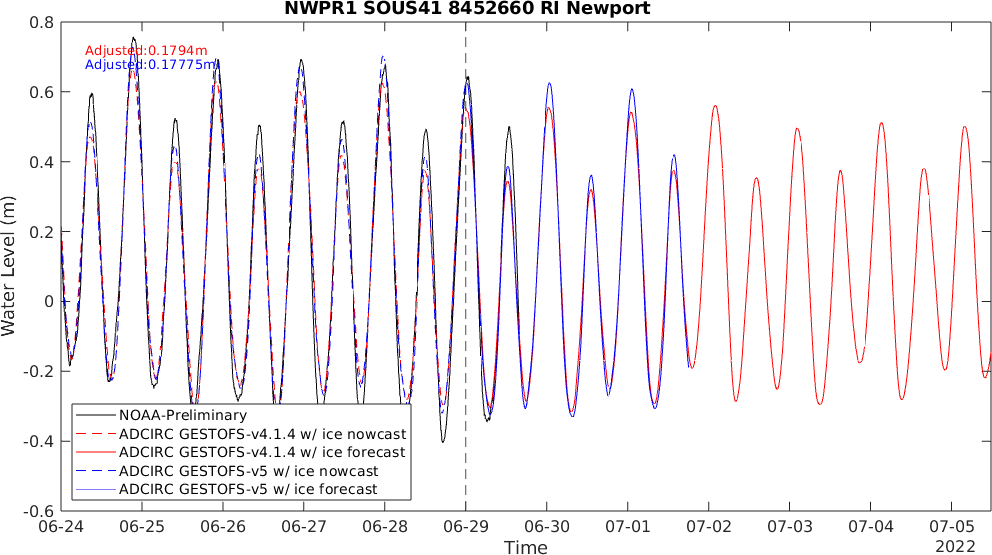 NWPR1 SOUS41 8452660 RI Newport
0.8
Adjusted:0.1794m
Adjusted:0.17775m
0.6
0.4
0.2
0
-0.2
-0.4
-0.6
Water Level (m)
NOAA-Preliminary
ADCIRC GESTOFS-v4.1.4 w/ ice nowcast
ADCIRC GESTOFS-v4.1.4 w/ ice forecast
ADCIRC GESTOFS-v5 w/ ice nowcast
ADCIRC GESTOFS-v5 w/ ice forecast
06-24 06-25 06-26 06-27 06-28 06-29 06-30 07-01 07-02 07-03 07-04 07-05
2022
Time